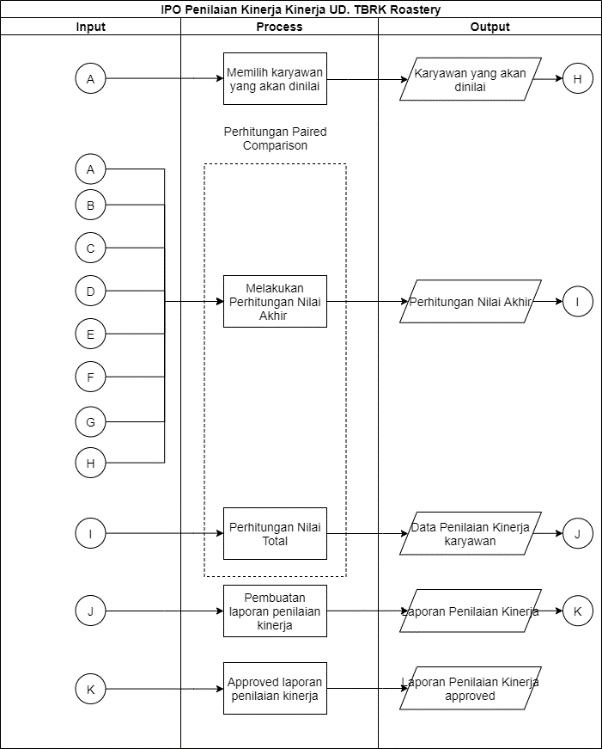 IPO Penilaian Kinerja Kinerja UD. TBRK Roastery
Input
Process
Output
A
Memilih karyawan
yang akan dinilai
Karyawan yang akan
dinilai
H
Perhitungan Paired
Comparison
A
B
C
D
E
F
G
H
Melakukan
Perhitungan Nilai
Akhir
Perhitungan Nilai Akhir
I
I
Perhitungan Nilai
Total
Data Penilaian Kinerja
karyawan
J
J
Pembuatan
laporan penilaian
kinerja
Laporan Penilaian Kinerja
K
K
Approved laporan
penilaian kinerja
Laporan Penilaian Kinerja
approved